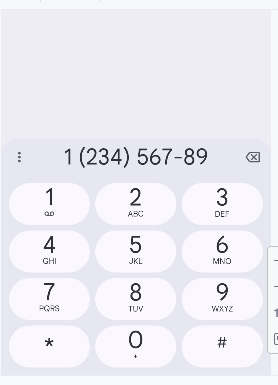 1 (234) 567-89
1 2 3
ABC DEF
4 5 6
GHI JKL MNO
7 8 9
PQRS TUV WXYZ
* 0 #
+